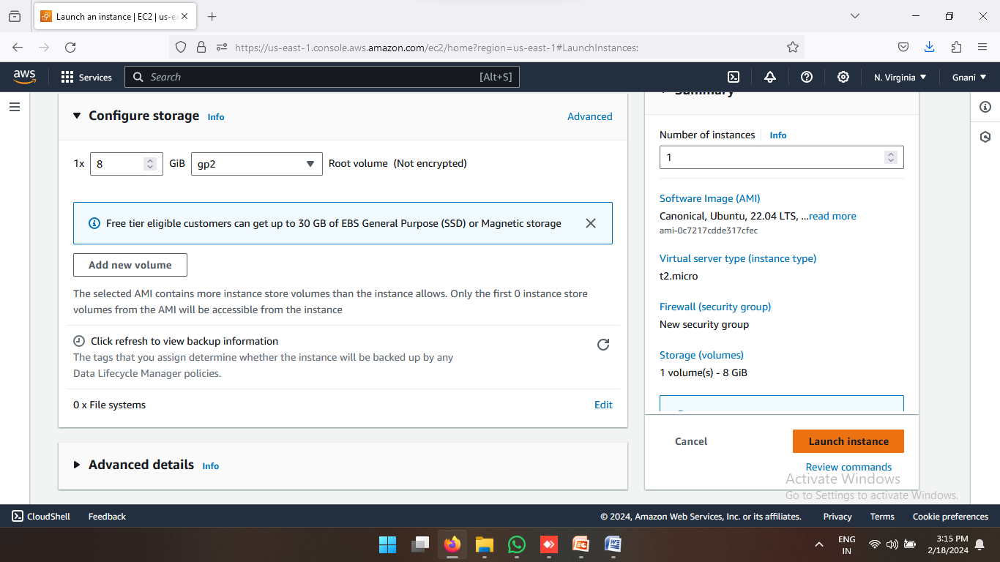 Launch an instance | EC2 | us-ea
https://us-east-1.console.aws.amazon.com/ec2/home?region=us-east-1#LaunchInstances:
aws
Services
Search
[Alt+S]
N. Virginia
Gnani
Configure storage Info
Advanced
1x 8 GiB gp2 Root volume (Not encrypted)
Free tier eligible customers can get up to 30 GB of EBS General Purpose (SSD) or Magnetic storage
Add new volume
The selected AMI contains more instance store volumes than the instance allows. Only the first 0 instance store
volumes from the AMI will be accessible from the instance
Click refresh to view backup information
The tags that you assign determine whether the instance will be backed up by any
Data Lifecycle Manager policies.
0 x File systems
Edit
Advanced details Info
Summary
Number of instances Info
1
Software Image (AMI)
Canonical, Ubuntu, 22.04 LTS, ...read more
ami-0c7217cdde317cfec
Virtual server type (instance type)
t2.micro
Firewall (security group)
New security group
Storage (volumes)
1 volume(s) - 8 GiB
Cancel
Launch instance
Review commands
Activate Windows
Go to Settings to activate Windows.
CloudShell
Feedback
© 2024, Amazon Web Services, Inc. or its affiliates.
Privacy
Terms
Cookie preferences
ENG
IN
3:15 PM
2/18/2024